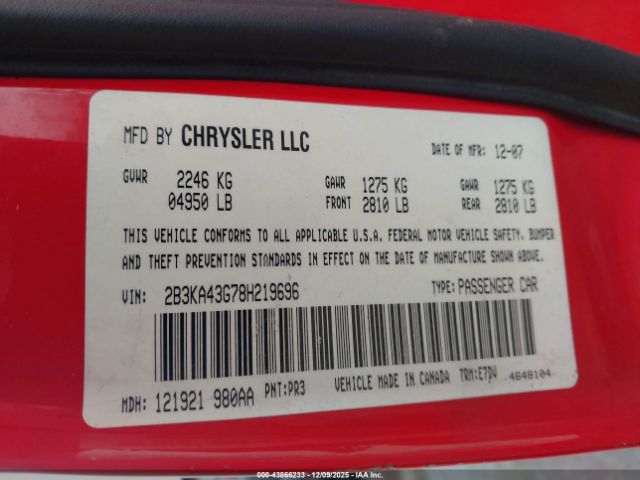 MFD BY CHRYSLER LLC DATE OF MFR: 12-07
GVWR 2246 KG GAWR 1275 KG GAWR 1275 KG
04950 LB FRONT 2810 LB REAR 2810 LB
THIS VEHICLE CONFORMS TO ALL APPLICABLE U.S.A. FEDERAL MOTOR VEHICLE SAFETY, BUMPER
AND THEFT PREVENTION STANDARDS IN EFFECT ON THE DATE OF MANUFACTURE SHOWN ABOVE.
VIN: 2B3KA43G78H219696 TYPE: PASSENGER CAR
MDH: 121921 980AA PNT:PR3 VEHICLE MADE IN CANADA TRM:E7DV 4648104
000-43866233 - 12/09/2025 - IAA Inc. Copyright